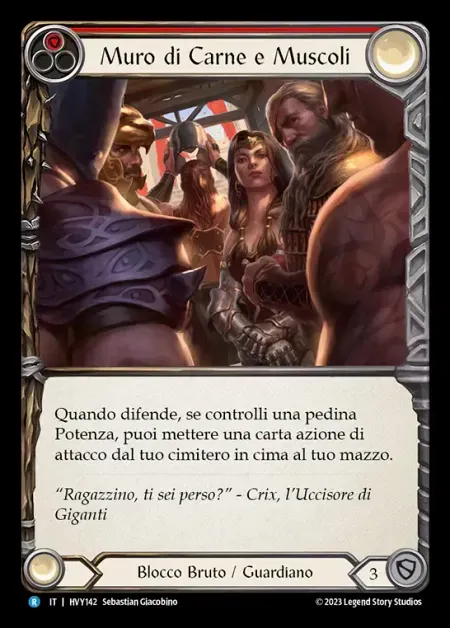 Muro di Carne e Muscoli
Quando difende, se controlli una pedina
Potenza, puoi mettere una carta azione di
attacco dal tuo cimitero in cima al tuo mazzo.
“Ragazzino, ti sei perso?” - Crix, l’Uccisore di
Giganti
Blocco Bruto / Guardiano
3
R | IT | HVY142 Sebastian Giacobino
© 2023 Legend Story Studios